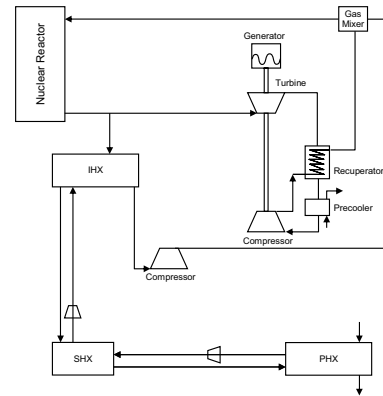 Gas
Mixer
Generator
Nuclear Reactor
Turbine
IHX
Recuperator
Precooler
Compressor
Compressor
SHX
PHX